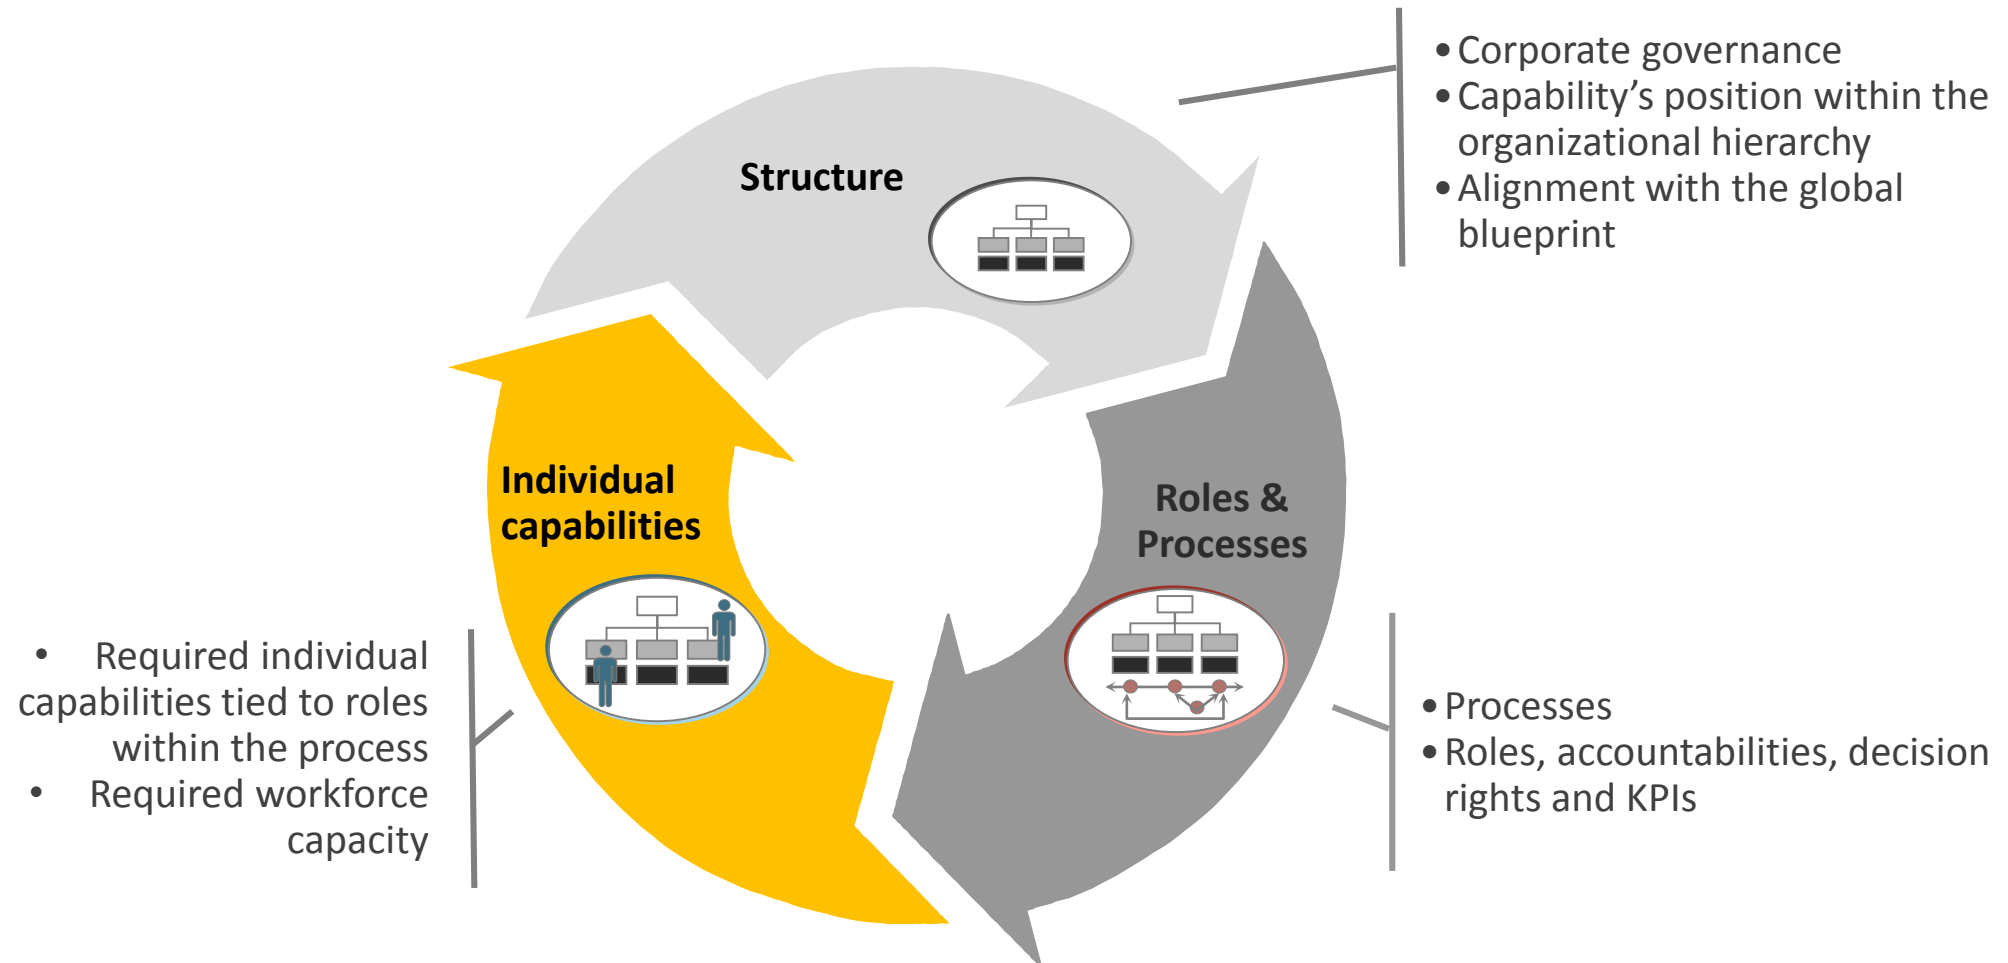 Structure
• Corporate governance
• Capability’s position within the
organizational hierarchy
• Alignment with the global
blueprint
Roles &
Processes
• Processes
• Roles, accountabilities, decision
rights and KPIs
Individual
capabilities
• Required individual
capabilities tied to roles
within the process
• Required workforce
capacity